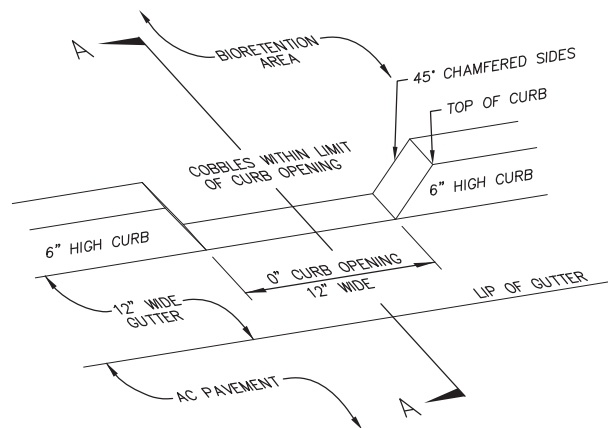 A
BIORETENTION
AREA
45° CHAMFERED SIDES
TOP OF CURB
COBBLES WITHIN LIMIT
OF CURB OPENING
6" HIGH CURB
6" HIGH CURB
0" CURB OPENING
12" WIDE
12" WIDE
GUTTER
LIP OF GUTTER
AC PAVEMENT
A